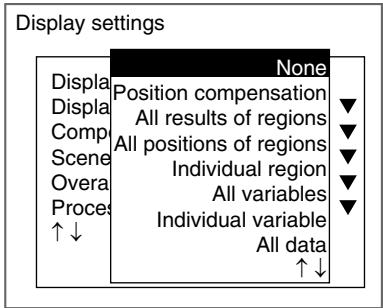 Display settings
None
Displa Position compensation
Displa All results of regions ▼
Comp All positions of regions ▼
Scene Individual region ▼
Overa All variables ▼
Proces Individual variable ▼
↑↓ All data
↑↓